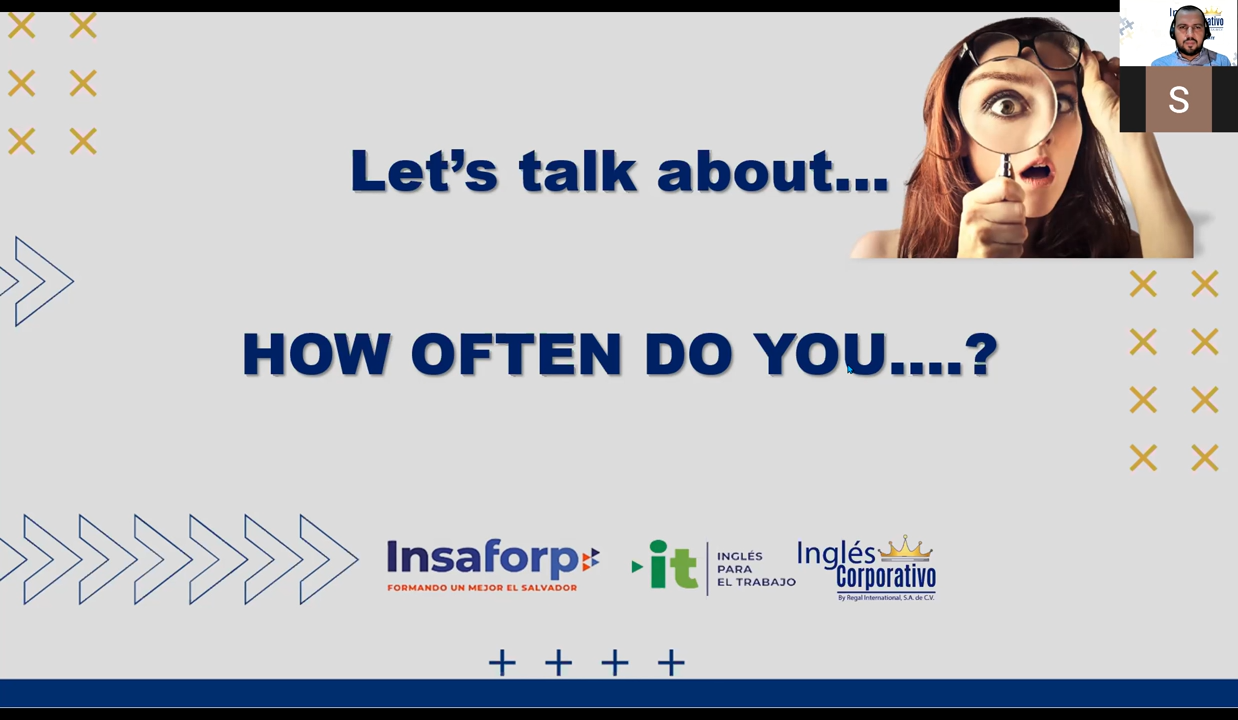 Let's talk about...
S
HOW OFTEN DO YOU....?
Insaforp
FORMANDO UN MEJOR EL SALVADOR
it
INGLÉS
PARA
EL TRABAJO
Inglés
Corporativo
By Regal International, S.A. de C.V.